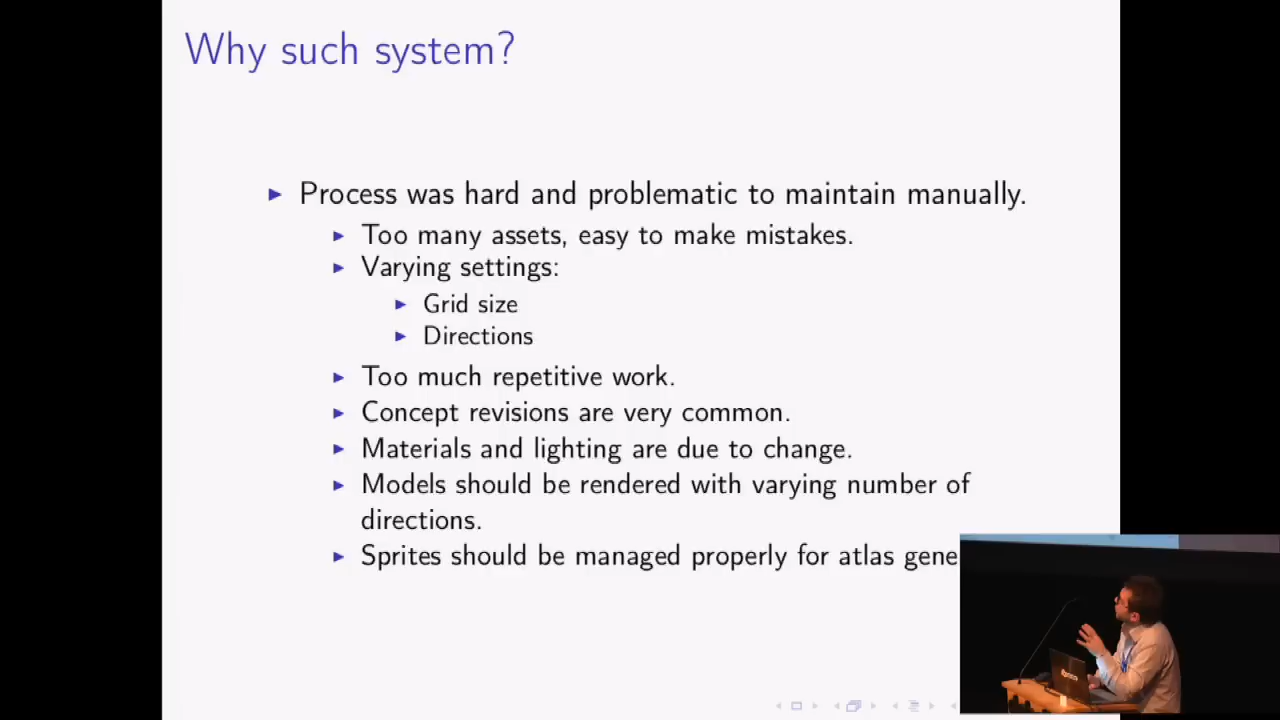 Why such system?
Process was hard and problematic to maintain manually.
Too many assets, easy to make mistakes.
Varying settings:
Grid size
Directions
Too much repetitive work.
Concept revisions are very common.
Materials and lighting are due to change.
Models should be rendered with varying number of
directions.
Sprites should be managed properly for atlas